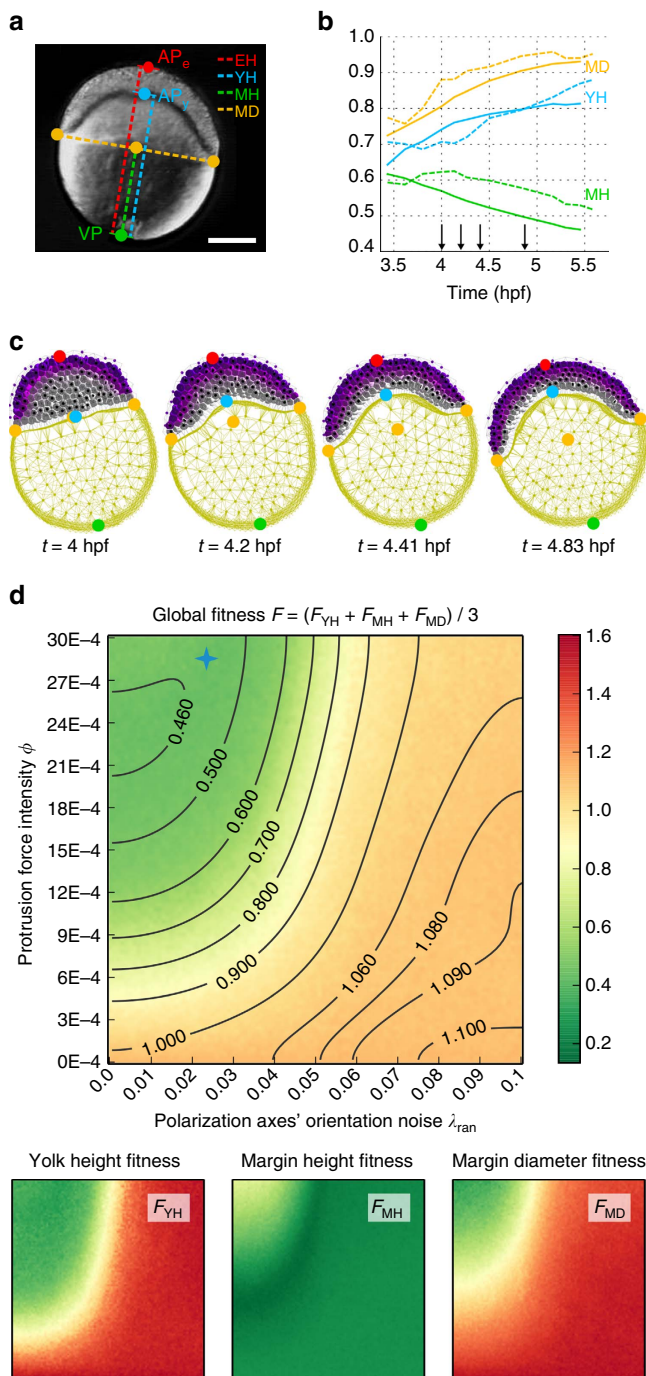 a
APe
APy
VP
EH
YH
MH
MD
b
1.0
0.9
0.8
0.7
0.6
0.5
0.4
MD
YH
MH
3.5
4
4.5
5
5.5
Time (hpf)
c
t = 4 hpf
t = 4.2 hpf
t = 4.41 hpf
t = 4.83 hpf
d
Global fitness F = (FYH + FMH + FMD) / 3
Protrusion force intensity ϕ
30E–4
27E–4
24E–4
21E–4
18E–4
15E–4
12E–4
9E–4
6E–4
3E–4
0E–4
0.460
0.500
0.600
0.700
0.800
0.900
1.000
1.060
1.080
1.090
1.100
0.0
0.01
0.02
0.03
0.04
0.05
0.06
0.07
0.08
0.09
0.1
Polarization axes' orientation noise λran
1.6
1.4
1.2
1.0
0.8
0.6
0.4
0.2
Yolk height fitness
FYH
Margin height fitness
FMH
Margin diameter fitness
FMD